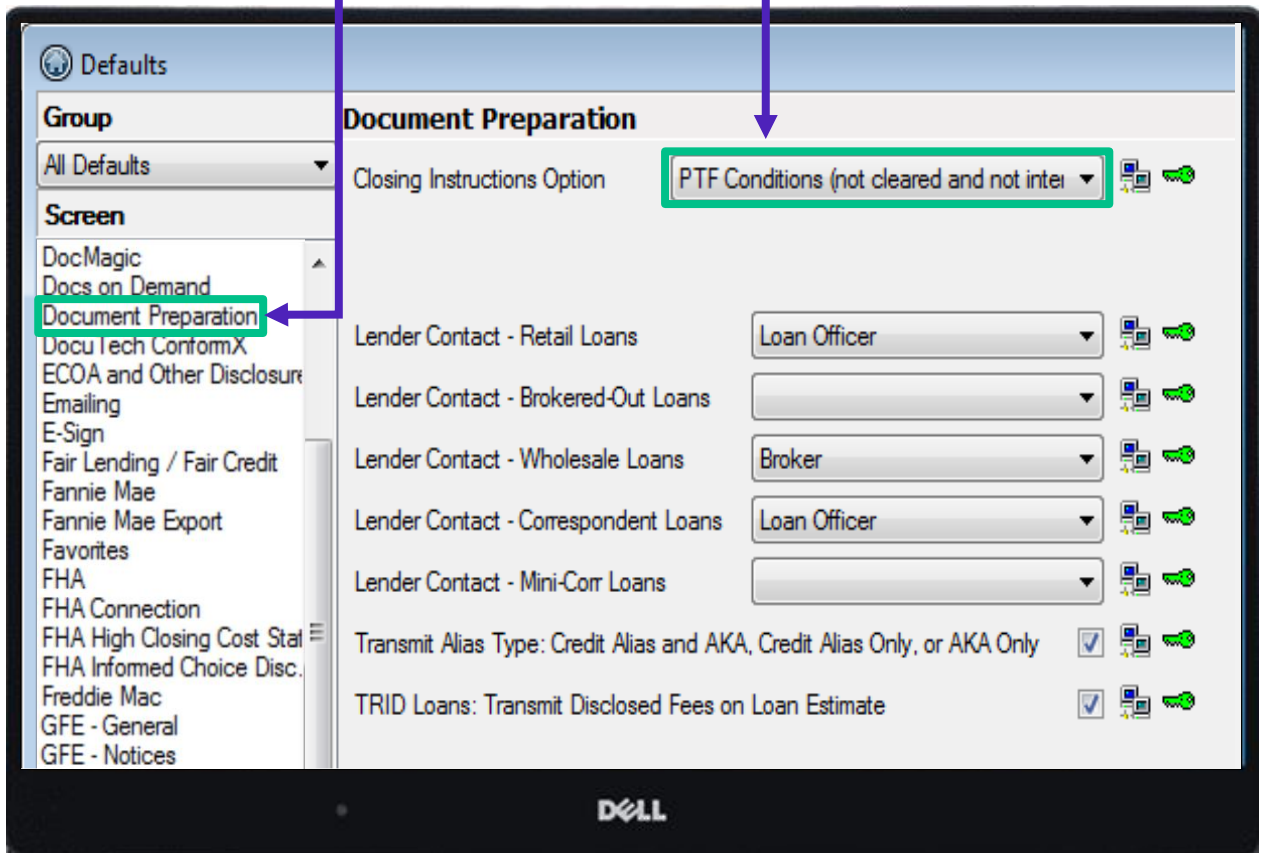 Defaults
Group
All Defaults
Screen
DocMagic
Docs on Demand
Document Preparation
DocuTech ConformX
ECOA and Other Disclosure
Emailing
E-Sign
Fair Lending / Fair Credit
Fannie Mae
Fannie Mae Export
Favorites
FHA
FHA Connection
FHA High Closing Cost Stat
FHA Informed Choice Disc.
Freddie Mac
GFE - General
GFE - Notices
Document Preparation
Closing Instructions Option PTF Conditions (not cleared and not inter
Lender Contact - Retail Loans Loan Officer
Lender Contact - Brokered-Out Loans
Lender Contact - Wholesale Loans Broker
Lender Contact - Correspondent Loans Loan Officer
Lender Contact - Mini-Corr Loans
Transmit Alias Type: Credit Alias and AKA, Credit Alias Only, or AKA Only
TRID Loans: Transmit Disclosed Fees on Loan Estimate
DELL